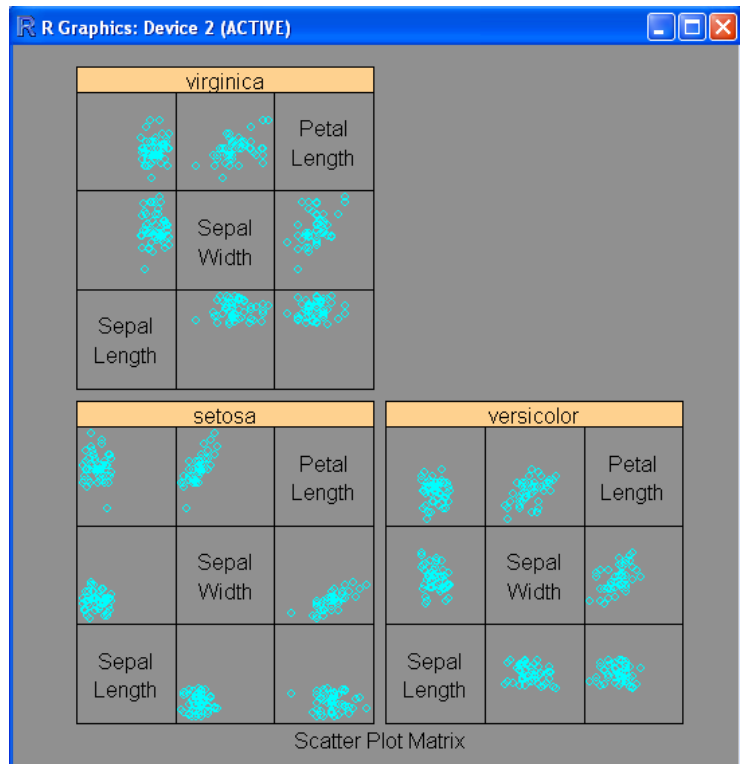 R Graphics: Device 2 (ACTIVE)
virginica
Petal
Length
Sepal
Width
Sepal
Length
setosa
Petal
Length
Sepal
Width
Sepal
Length
versicolor
Petal
Length
Sepal
Width
Sepal
Length
Scatter Plot Matrix